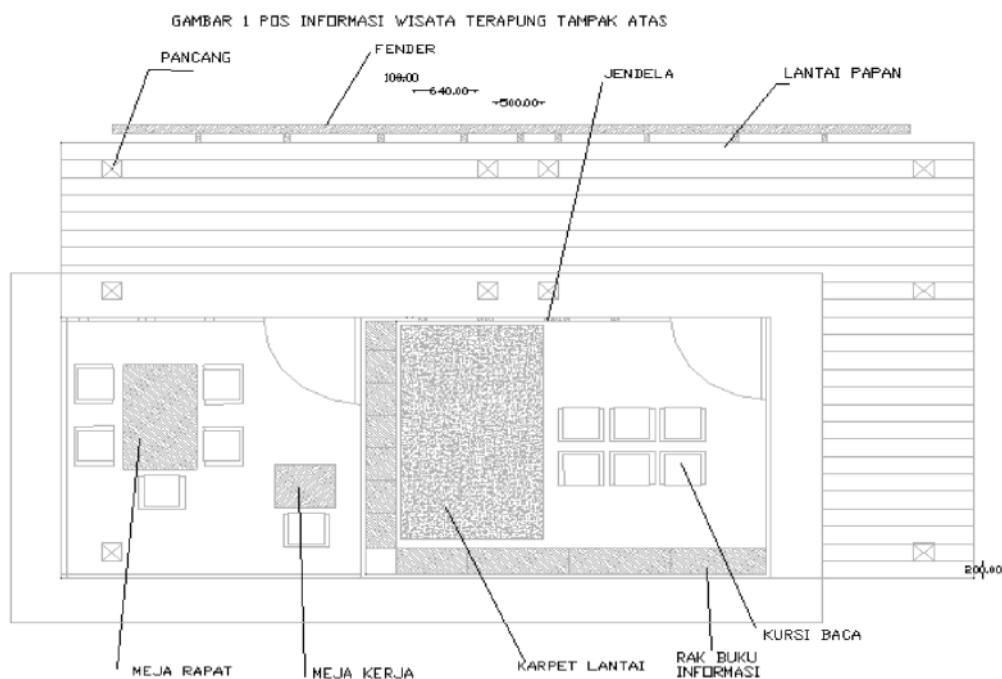 GAMBAR 1 POS INFORMASI WISATA TERAPUNG TAMPAK ATAS
PANCANG
FENDER
JENDELA
LANTAI PAPAN
100.00
640.00
500.00
200.00
KURSI BACA
MEJA RAPAT
MEJA KERJA
KARPET LANTAI
RAK BUKU
INFORMASI